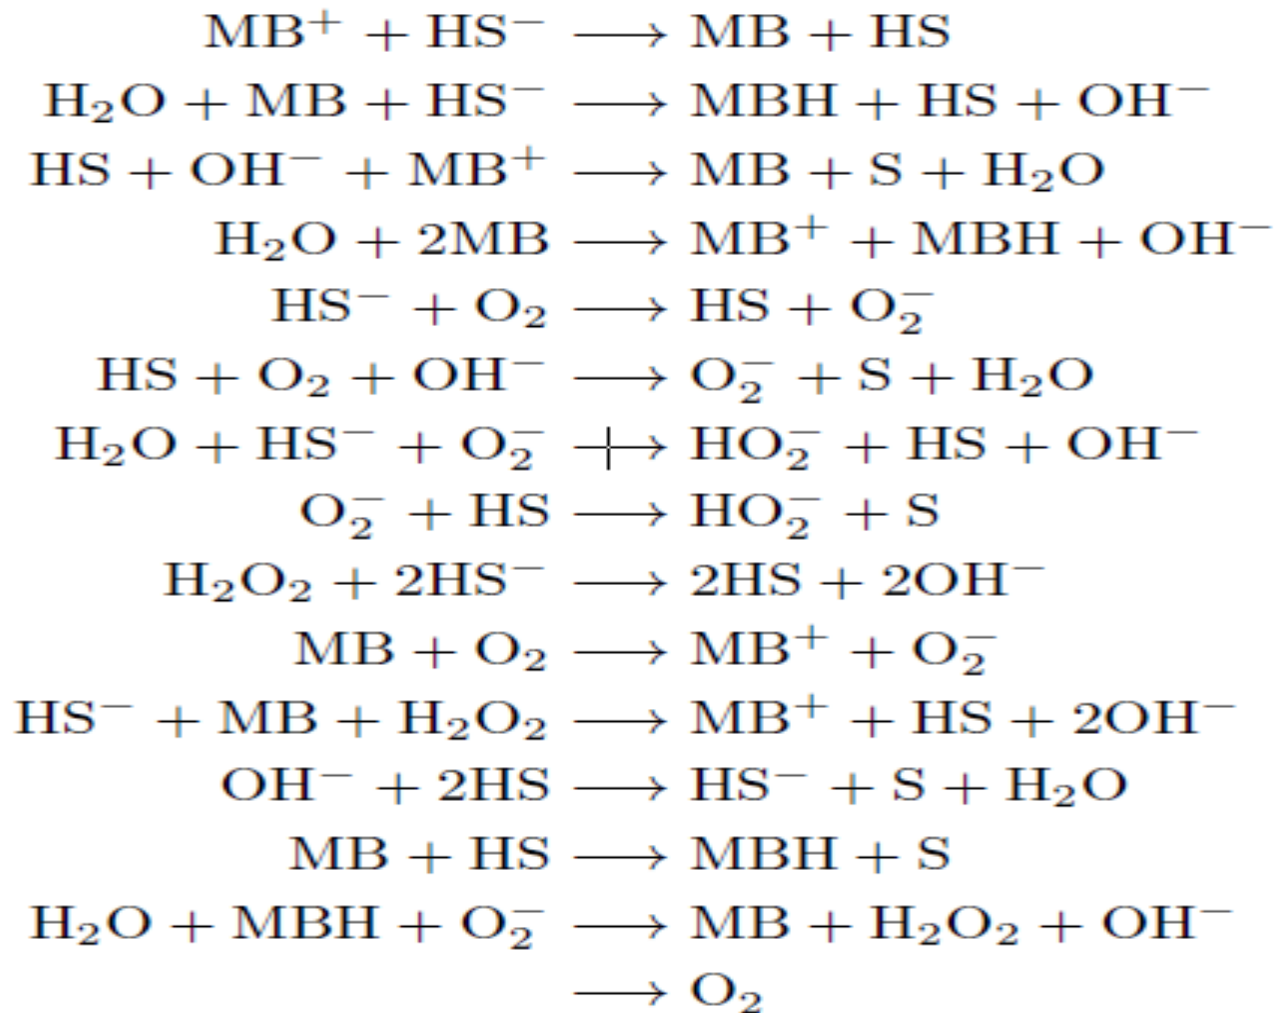 MB⁺ + HS⁻ ⟶ MB + HS
H₂O + MB + HS⁻ ⟶ MBH + HS + OH⁻
HS + OH⁻ + MB⁺ ⟶ MB + S + H₂O
H₂O + 2MB ⟶ MB⁺ + MBH + OH⁻
HS⁻ + O₂ ⟶ HS + O₂⁻
HS + O₂ + OH⁻ ⟶ O₂⁻ + S + H₂O
H₂O + HS⁻ + O₂⁻ ⟶ HO₂⁻ + HS + OH⁻
O₂⁻ + HS ⟶ HO₂⁻ + S
H₂O₂ + 2HS⁻ ⟶ 2HS + 2OH⁻
MB + O₂ ⟶ MB⁺ + O₂⁻
HS⁻ + MB + H₂O₂ ⟶ MB⁺ + HS + 2OH⁻
OH⁻ + 2HS ⟶ HS⁻ + S + H₂O
MB + HS ⟶ MBH + S
H₂O + MBH + O₂⁻ ⟶ MB + H₂O₂ + OH⁻
⟶ O₂